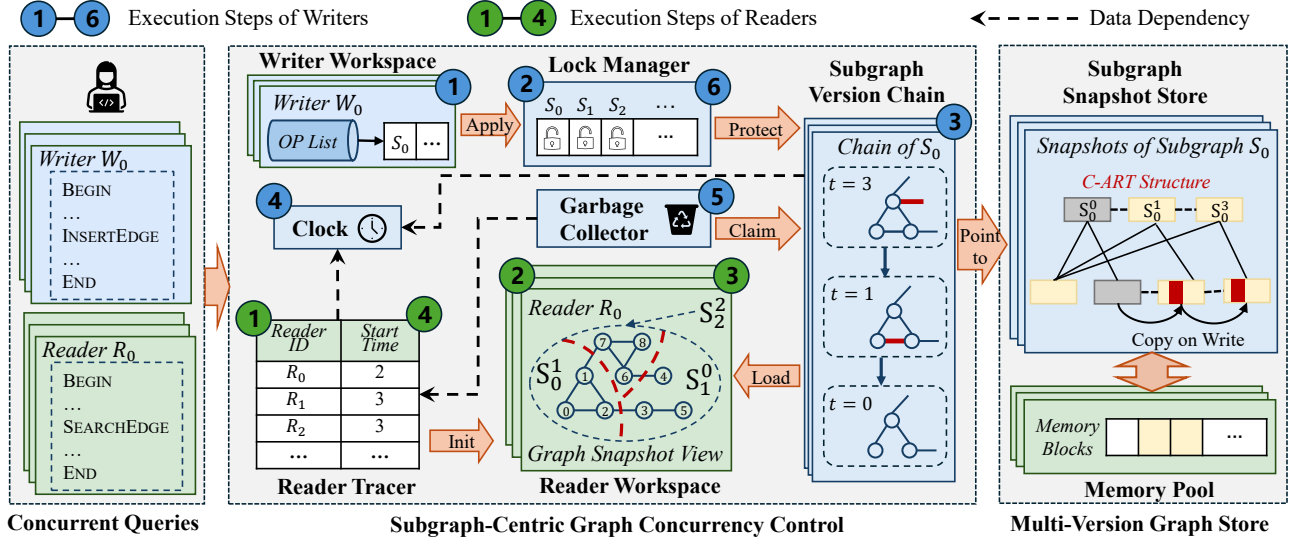 1 6 Execution Steps of Writers
1 4 Execution Steps of Readers
Data Dependency
Writer W₀
BEGIN
...
INSERTEDGE
...
END
Reader R₀
BEGIN
...
SEARCHEDGE
...
END
Concurrent Queries
Writer Workspace
1
Writer W₀
OP List
S₀ ...
Apply
Lock Manager
2
6
S₀ S₁ S₂ ...
...
Protect
4
Clock
5
Garbage
Collector
Claim
1
4
Reader ID
Start Time
R₀ 2
R₁ 3
R₂ 3
... ...
Reader Tracer
Init
2
3
Reader R₀
S₂²
S₀¹
S₁⁰
7 8
1 6 4
0 2 3 5
Graph Snapshot View
Reader Workspace
Load
Subgraph
Version Chain
3
Chain of S₀
t = 3
t = 1
t = 0
Subgraph-Centric Graph Concurrency Control
Point
to
Subgraph
Snapshot Store
Snapshots of Subgraph S₀
C-ART Structure
S₀⁰ S₀¹ S₀³
Copy on Write
Memory
Blocks
...
Memory Pool
Multi-Version Graph Store